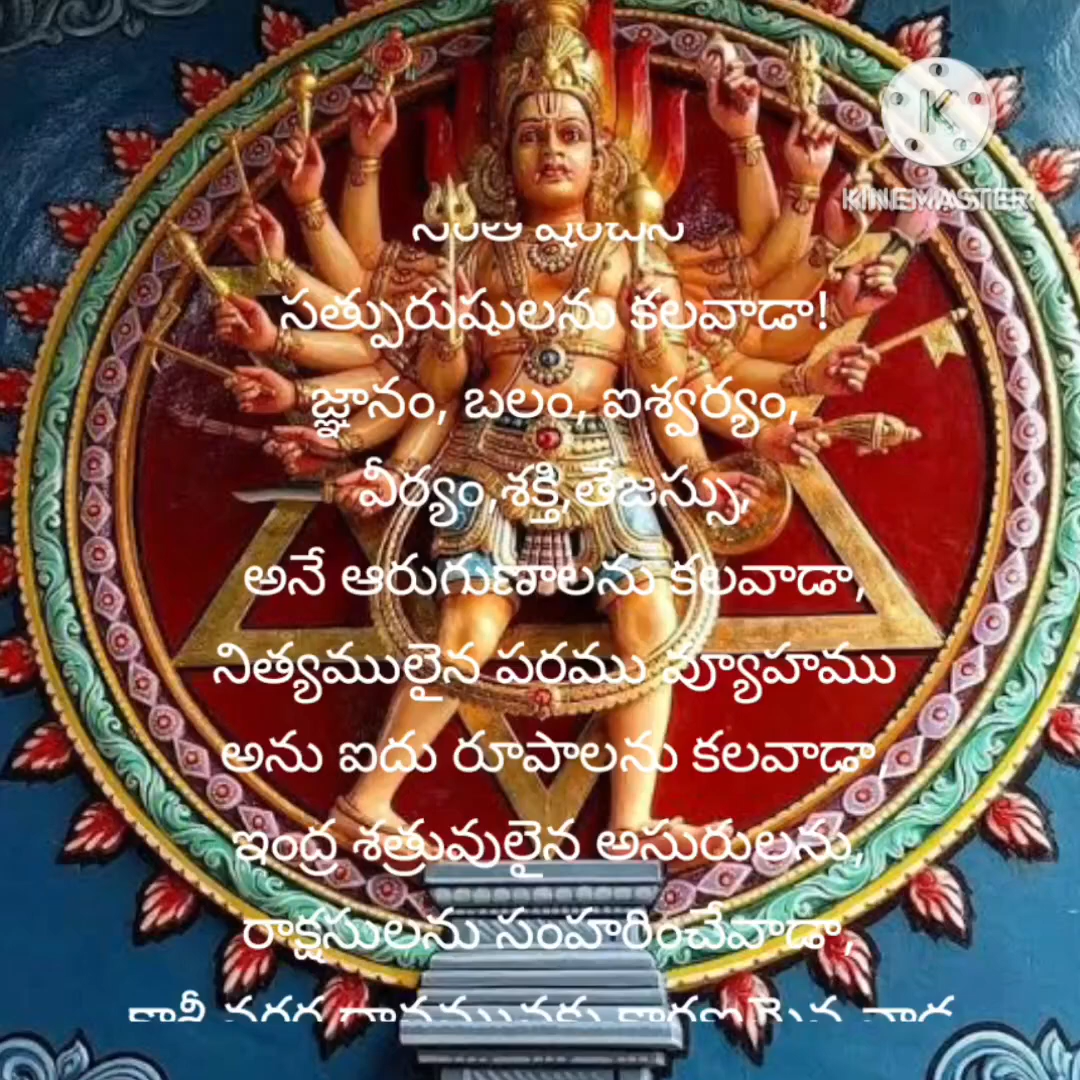 KINEMASTER
సత్పురుషులను కలవాడా!
జ్ఞానం, బలం, ఐశ్వర్యం,
వీర్యం,శక్తి,తేజస్సు,
అనే ఆరుగుణాలను కలవాడా,
నిత్యములైన పరము వ్యూహము
అను ఐదు రూపాలను కలవాడా
ఇంద్ర శత్రువులైన అసురులను,
రాక్షసులను సంహరించేవాడా,